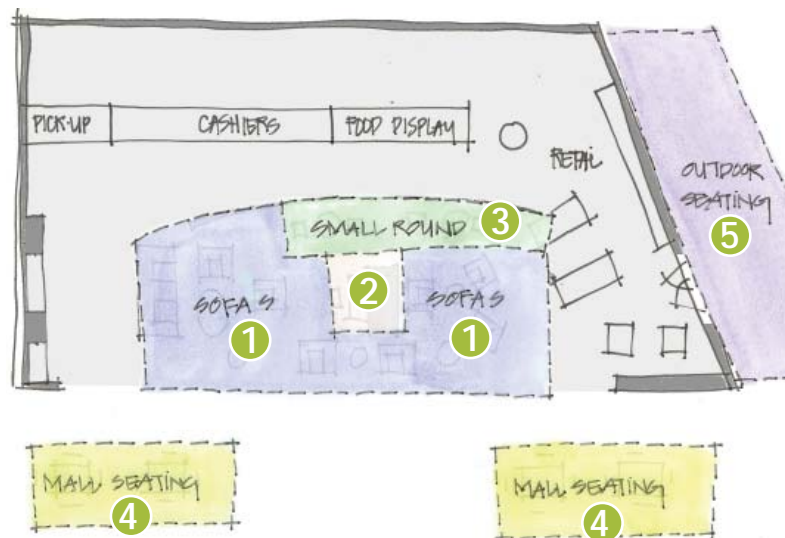 PICK-UP
CASHIERS
FOOD DISPLAY
RETAIL
OUTDOOR
SEATING
5
SMALL ROUND
3
2
SOFAS
1
SOFAS
1
MALL SEATING
4
MALL SEATING
4